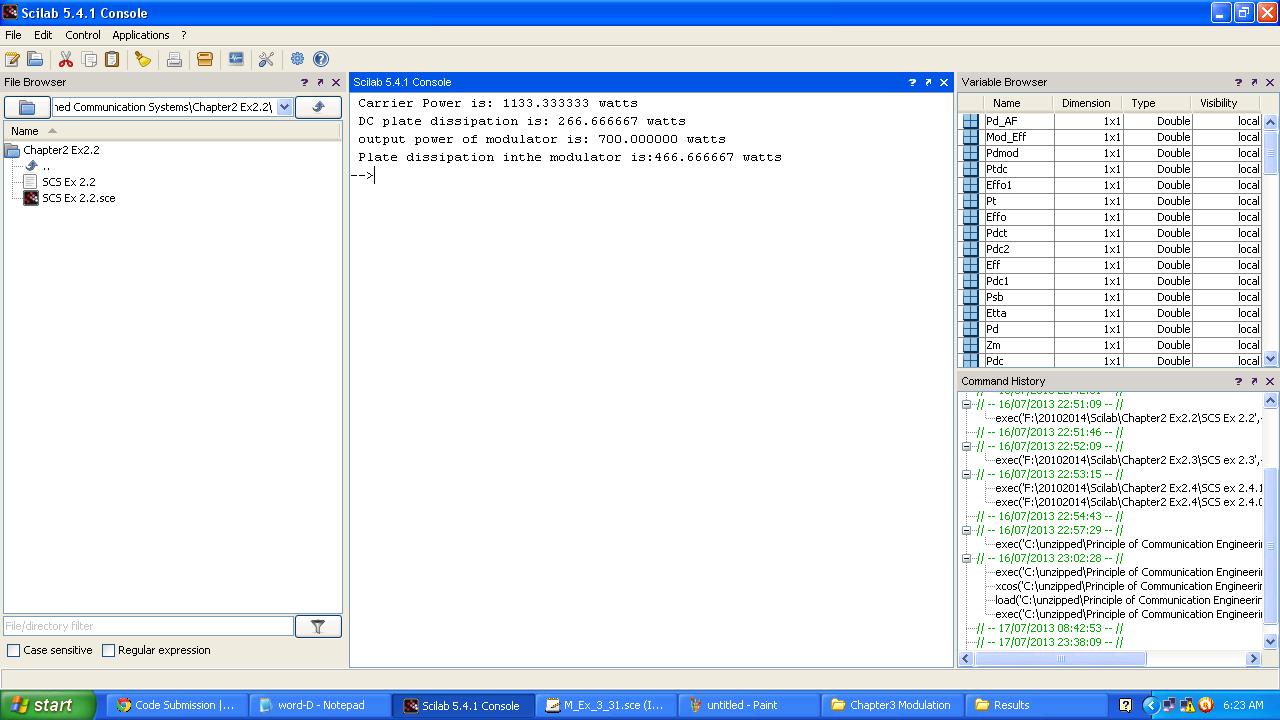 Scilab 5.4.1 Console
File Edit Control Applications ?
File Browser
ned Communication Systems\Chapter2 Ex2.2\
Name
Chapter2 Ex2.2
..
SCS Ex 2.2
SCS Ex 2.2.sce
File/directory filter
Case sensitive Regular expression
Scilab 5.4.1 Console
Carrier Power is: 1133.333333 watts
DC plate dissipation is: 266.666667 watts
output power of modulator is: 700.000000 watts
Plate dissipation inthe modulator is:466.666667 watts
-->
Variable Browser
Name Dimension Type Visibility
Pd_AF 1x1 Double local
Mod_Eff 1x1 Double local
Pdmod 1x1 Double local
Ptdc 1x1 Double local
Effo1 1x1 Double local
Pt 1x1 Double local
Effo 1x1 Double local
Pdct 1x1 Double local
Pdc2 1x1 Double local
Eff 1x1 Double local
Pdc1 1x1 Double local
Psb 1x1 Double local
Etta 1x1 Double local
Pd 1x1 Double local
Zm 1x1 Double local
Pdc 1x1 Double local
Command History
// -- 16/07/2013 22:51:09 -- //
exec('F:\20102014\Scilab\Chapter2 Ex2.2\SCS Ex 2.2',
// -- 16/07/2013 22:51:46 -- //
// -- 16/07/2013 22:52:09 -- //
exec('F:\20102014\Scilab\Chapter2 Ex2.3\SCS ex 2.3',
// -- 16/07/2013 22:53:15 -- //
exec('F:\20102014\Scilab\Chapter2 Ex2.4\SCS ex 2.4.1
exec('F:\20102014\Scilab\Chapter2 Ex2.4\SCS ex 2.4.
// -- 16/07/2013 22:54:43 -- //
// -- 16/07/2013 22:57:29 -- //
exec('C:\unzipped\Principle of Communication Engineeri
// -- 16/07/2013 23:02:28 -- //
exec('C:\unzipped\Principle of Communication Engineeri
xcos('C:\unzipped\Principle of Communication Engineeri
load('C:\unzipped\Principle of Communication Engineeri
exec('C:\unzipped\Principle of Communication Engineeri
// -- 17/07/2013 08:42:53 -- //
// -- 17/07/2013 23:38:09 -- //
start Code Submission |... word-D - Notepad Scilab 5.4.1 Console M_Ex_3_31.sce (I... untitled - Paint Chapter3 Modulation Results 6:23 AM